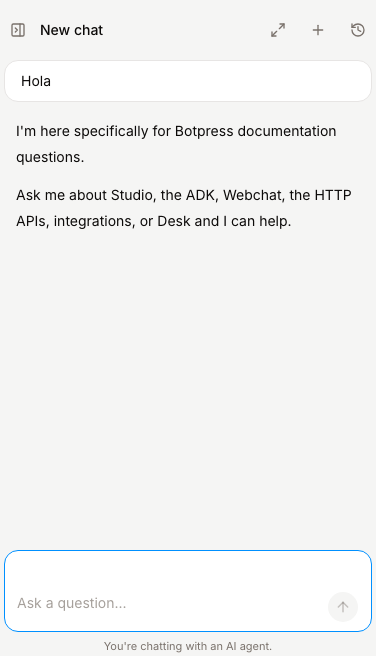 New chat
Hola
I'm here specifically for Botpress documentation
questions.
Ask me about Studio, the ADK, Webchat, the HTTP
APIs, integrations, or Desk and I can help.
Ask a question...
You're chatting with an AI agent.